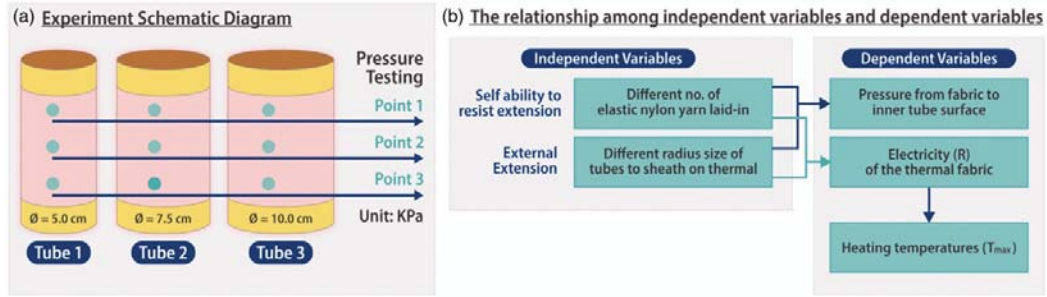 (a) Experiment Schematic Diagram
Pressure
Testing
Point 1
Point 2
Point 3
Unit: KPa
Ø = 5.0 cm
Ø = 7.5 cm
Ø = 10.0 cm
Tube 1
Tube 2
Tube 3
(b) The relationship among independent variables and dependent variables
Independent Variables
Self ability to
resist extension
Different no. of
elastic nylon yarn laid-in
External
Extension
Different radius size of
tubes to sheath on thermal
Dependent Variables
Pressure from fabric to
inner tube surface
Electricity (R)
of the thermal fabric
Heating temperatures (Tmax)